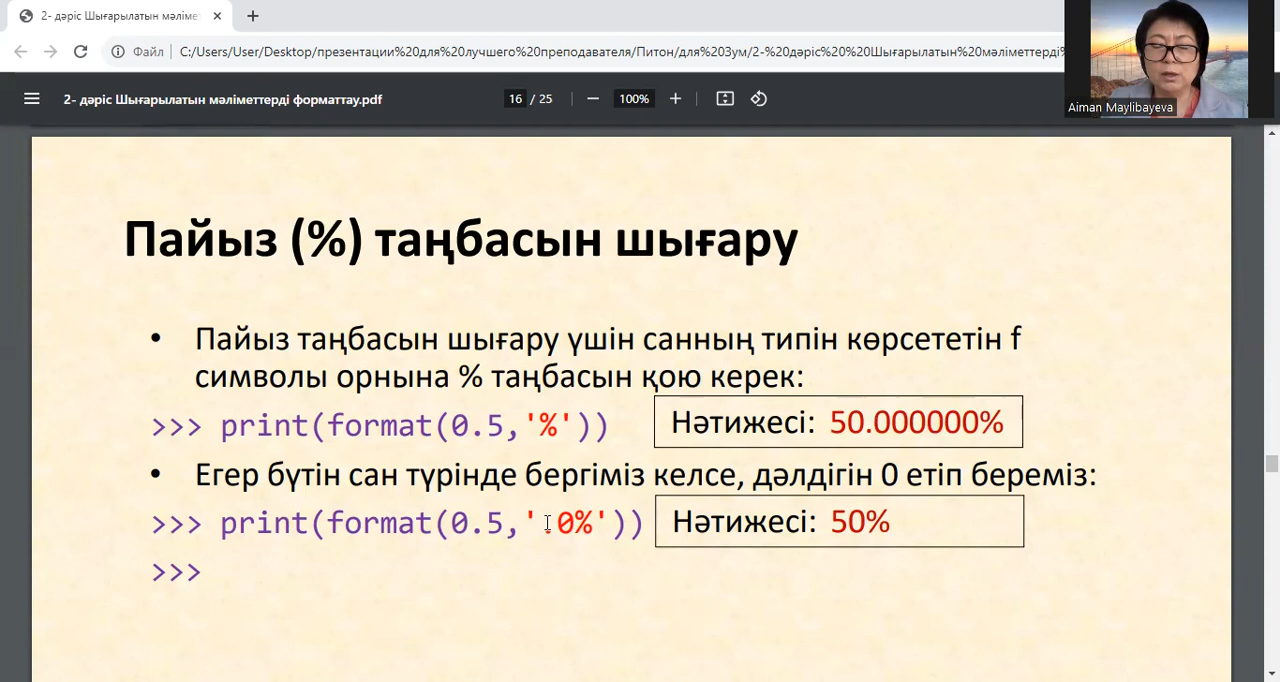 2- дәріс Шығарылатын мәліме
Файл
C:/Users/User/Desktop/презентации%20для%20лучшего%20преподавателя/Питон/для%20Зум/2-%20дәріс%20%20Шығарылатын%20мәліметтерді%
2- дәріс Шығарылатын мәліметтерді форматтау.pdf
16 / 25
100%
Aiman Maylibayeva
Пайыз (%) таңбасын шығару
• Пайыз таңбасын шығару үшін санның типін көрсететін f
символы орнына % таңбасын қою керек:
>>> print(format(0.5,'%'))
Нәтижесі: 50.000000%
• Егер бүтін сан түрінде бергіміз келсе, дәлдігін 0 етіп береміз:
>>> print(format(0.5,'.0%'))
Нәтижесі: 50%
>>>